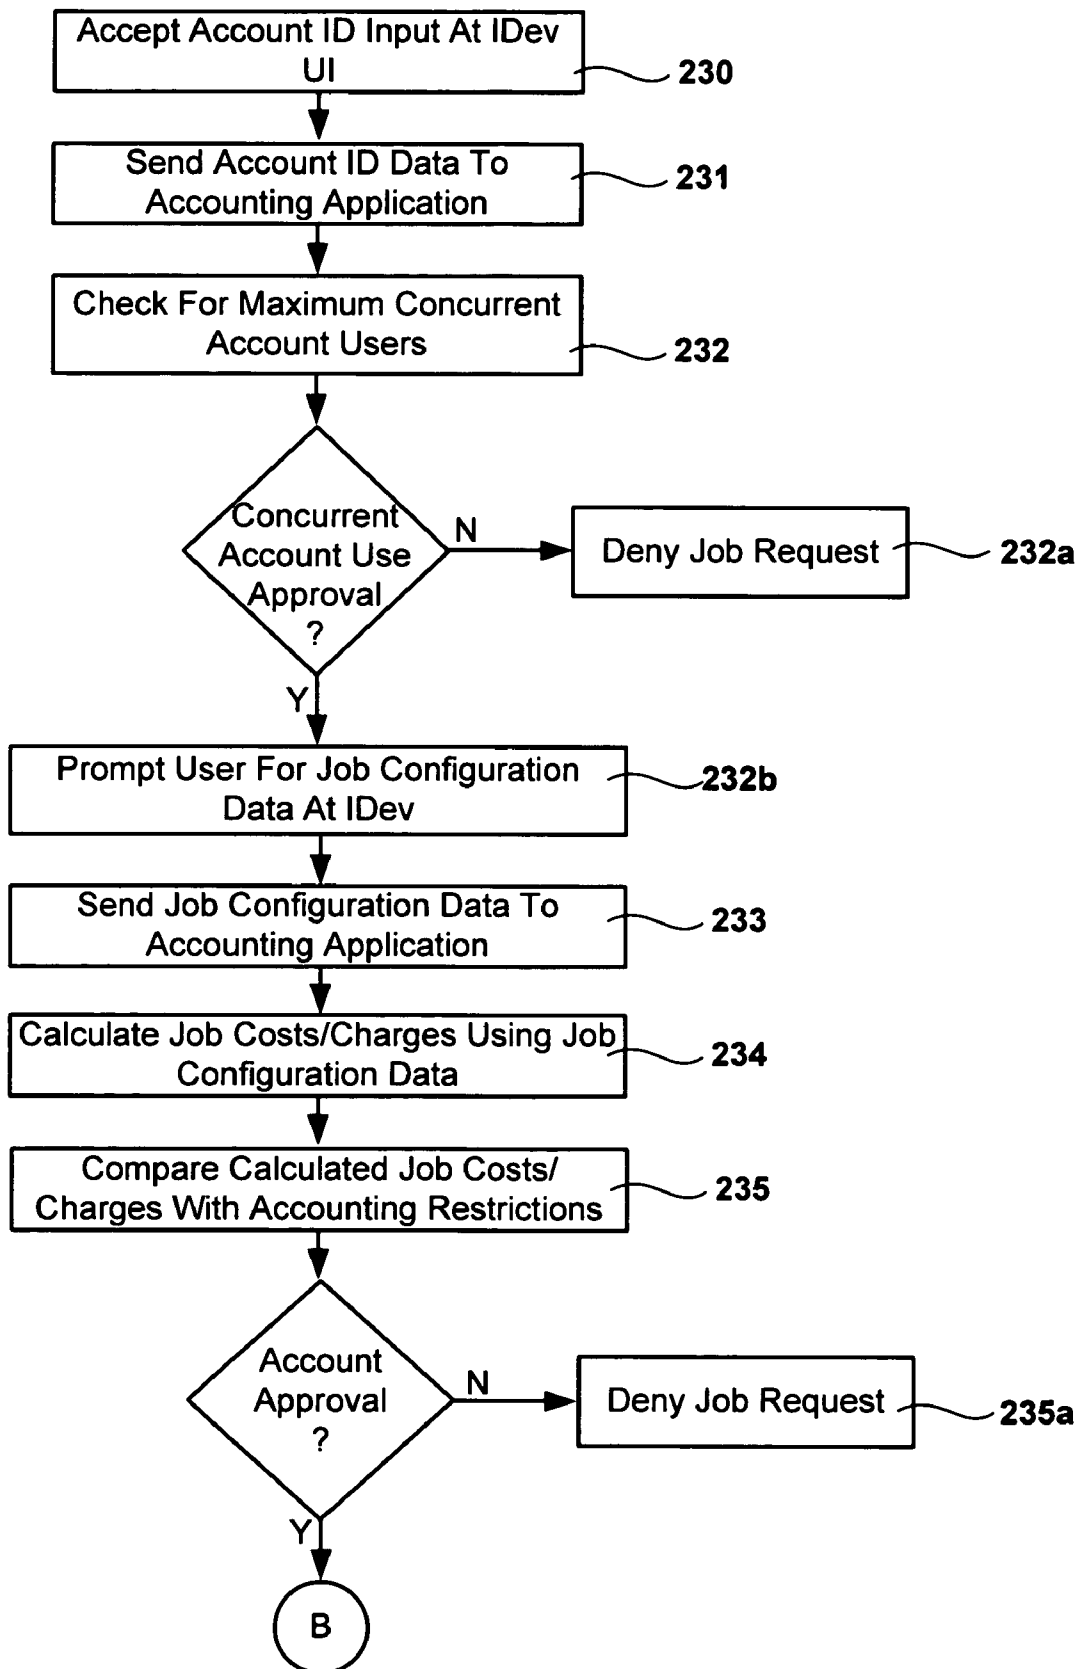 Accept Account ID Input At IDev
UI
230
Send Account ID Data To
Accounting Application
231
Check For Maximum Concurrent
Account Users
232
Concurrent
Account Use
Approval
?
N
Deny Job Request
232a
Y
Prompt User For Job Configuration
Data At IDev
232b
Send Job Configuration Data To
Accounting Application
233
Calculate Job Costs/Charges Using Job
Configuration Data
234
Compare Calculated Job Costs/
Charges With Accounting Restrictions
235
Account
Approval
?
N
Deny Job Request
235a
Y
B